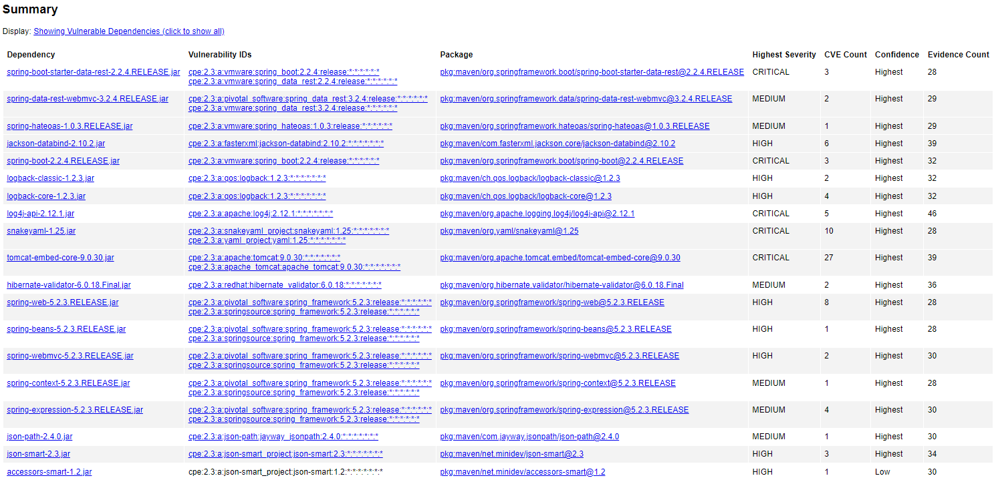 Summary
Display: Showing Vulnerable Dependencies (click to show all)
Dependency Vulnerability IDs Package Highest Severity CVE Count Confidence Evidence Count
spring-boot-starter-data-rest-2.2.4.RELEASE.jar cpe:2.3:a:vmware:spring_boot:2.2.4:release:*:*:*:*:*:* pkg:maven/org.springframework.boot/spring-boot-starter-data-rest@2.2.4.RELEASE CRITICAL 3 Highest 28
cpe:2.3:a:vmware:spring_data_rest:2.2.4:release:*:*:*:*:*:*
spring-data-rest-webmvc-3.2.4.RELEASE.jar cpe:2.3:a:pivotal_software:spring_data_rest:3.2.4:release:*:*:*:*:*:* pkg:maven/org.springframework.data/spring-data-rest-webmvc@3.2.4.RELEASE MEDIUM 2 Highest 29
cpe:2.3:a:vmware:spring_data_rest:3.2.4:release:*:*:*:*:*:*
spring-hateoas-1.0.3.RELEASE.jar cpe:2.3:a:vmware:spring_hateoas:1.0.3:release:*:*:*:*:*:* pkg:maven/org.springframework.hateoas/spring-hateoas@1.0.3.RELEASE MEDIUM 1 Highest 29
jackson-databind-2.10.2.jar cpe:2.3:a:fasterxml:jackson-databind:2.10.2:*:*:*:*:*:*:* pkg:maven/com.fasterxml.jackson.core/jackson-databind@2.10.2 HIGH 6 Highest 39
spring-boot-2.2.4.RELEASE.jar cpe:2.3:a:vmware:spring_boot:2.2.4:release:*:*:*:*:*:* pkg:maven/org.springframework.boot/spring-boot@2.2.4.RELEASE CRITICAL 3 Highest 32
logback-classic-1.2.3.jar cpe:2.3:a:qos:logback:1.2.3:*:*:*:*:*:*:* pkg:maven/ch.qos.logback/logback-classic@1.2.3 HIGH 2 Highest 32
logback-core-1.2.3.jar cpe:2.3:a:qos:logback:1.2.3:*:*:*:*:*:*:* pkg:maven/ch.qos.logback/logback-core@1.2.3 HIGH 4 Highest 32
log4j-api-2.12.1.jar cpe:2.3:a:apache:log4j:2.12.1:*:*:*:*:*:*:* pkg:maven/org.apache.logging.log4j/log4j-api@2.12.1 CRITICAL 5 Highest 46
snakeyaml-1.25.jar cpe:2.3:a:snakeyaml_project:snakeyaml:1.25:*:*:*:*:*:*:* pkg:maven/org.yaml/snakeyaml@1.25 CRITICAL 10 Highest 28
cpe:2.3:a:yaml_project:yaml:1.25:*:*:*:*:*:*:*
tomcat-embed-core-9.0.30.jar cpe:2.3:a:apache:tomcat:9.0.30:*:*:*:*:*:*:* pkg:maven/org.apache.tomcat.embed/tomcat-embed-core@9.0.30 CRITICAL 27 Highest 39
cpe:2.3:a:apache_tomcat:apache_tomcat:9.0.30:*:*:*:*:*:*:*
hibernate-validator-6.0.18.Final.jar cpe:2.3:a:redhat:hibernate_validator:6.0.18:*:*:*:*:*:*:* pkg:maven/org.hibernate.validator/hibernate-validator@6.0.18.Final MEDIUM 2 Highest 36
spring-web-5.2.3.RELEASE.jar cpe:2.3:a:pivotal_software:spring_framework:5.2.3:release:*:*:*:*:*:* pkg:maven/org.springframework/spring-web@5.2.3.RELEASE HIGH 8 Highest 28
cpe:2.3:a:springsource:spring_framework:5.2.3:release:*:*:*:*:*:*
spring-beans-5.2.3.RELEASE.jar cpe:2.3:a:pivotal_software:spring_framework:5.2.3:release:*:*:*:*:*:* pkg:maven/org.springframework/spring-beans@5.2.3.RELEASE HIGH 1 Highest 28
cpe:2.3:a:springsource:spring_framework:5.2.3:release:*:*:*:*:*:*
spring-webmvc-5.2.3.RELEASE.jar cpe:2.3:a:pivotal_software:spring_framework:5.2.3:release:*:*:*:*:*:* pkg:maven/org.springframework/spring-webmvc@5.2.3.RELEASE HIGH 2 Highest 30
cpe:2.3:a:springsource:spring_framework:5.2.3:release:*:*:*:*:*:*
spring-context-5.2.3.RELEASE.jar cpe:2.3:a:pivotal_software:spring_framework:5.2.3:release:*:*:*:*:*:* pkg:maven/org.springframework/spring-context@5.2.3.RELEASE MEDIUM 1 Highest 28
cpe:2.3:a:springsource:spring_framework:5.2.3:release:*:*:*:*:*:*
spring-expression-5.2.3.RELEASE.jar cpe:2.3:a:pivotal_software:spring_framework:5.2.3:release:*:*:*:*:*:* pkg:maven/org.springframework/spring-expression@5.2.3.RELEASE MEDIUM 4 Highest 30
cpe:2.3:a:springsource:spring_framework:5.2.3:release:*:*:*:*:*:*
json-path-2.4.0.jar cpe:2.3:a:json-path:jayway_jsonpath:2.4.0:*:*:*:*:*:*:* pkg:maven/com.jayway.jsonpath/json-path@2.4.0 MEDIUM 1 Highest 30
json-smart-2.3.jar cpe:2.3:a:json-smart_project:json-smart:2.3:*:*:*:*:*:*:* pkg:maven/net.minidev/json-smart@2.3 HIGH 3 Highest 34
accessors-smart-1.2.jar cpe:2.3:a:json-smart_project:json-smart:1.2:*:*:*:*:*:*:* pkg:maven/net.minidev/accessors-smart@1.2 HIGH 1 Low 30